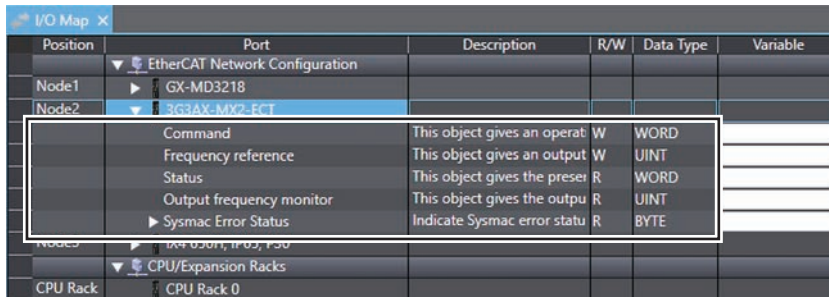 I/O Map
Position Port Description R/W Data Type Variable
EtherCAT Network Configuration
Node1 GX-MD3218
Node2 3G3AX-MX2-ECT
Command This object gives an operati W WORD
Frequency reference This object gives an output W UINT
Status This object gives the preser R WORD
Output frequency monitor This object gives the outpu R UINT
Sysmac Error Status Indicate Sysmac error statu R BYTE
CPU/Expansion Racks
CPU Rack CPU Rack 0